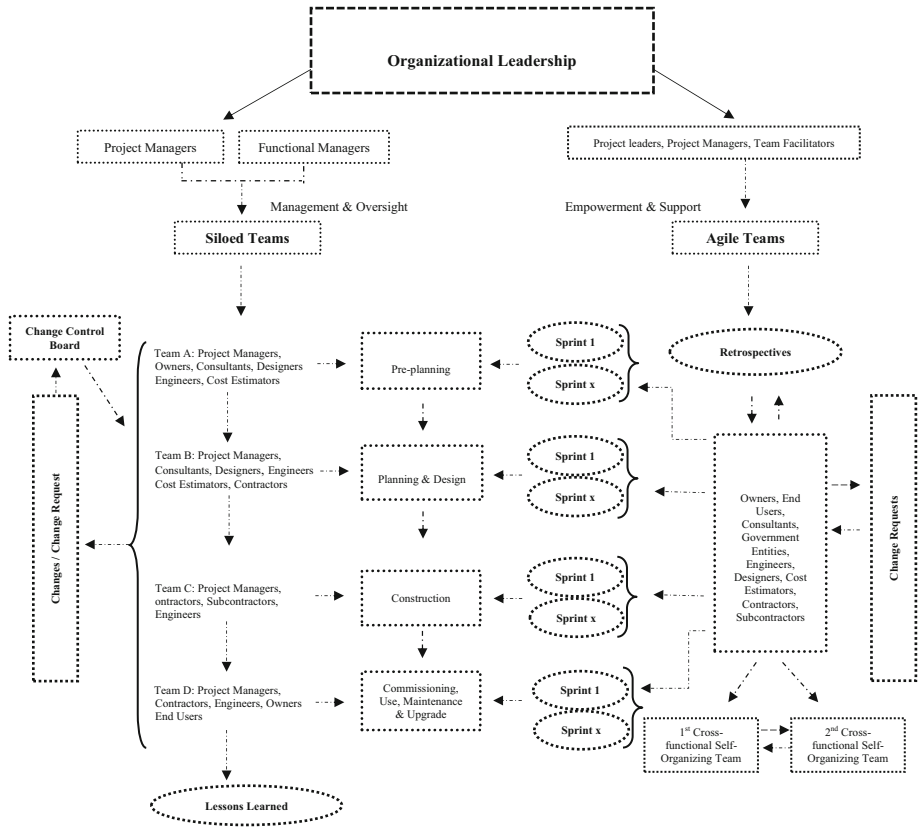 Organizational Leadership
Project Managers
Functional Managers
Project leaders, Project Managers, Team Facilitators
Management & Oversight
Empowerment & Support
Siloed Teams
Agile Teams
Change Control
Board
Changes / Change Request
Team A: Project Managers,
Owners, Consultants, Designers
Engineers, Cost Estimators
Team B: Project Managers,
Consultants, Designers, Engineers
Cost Estimators, Contractors
Team C: Project Managers,
ontractors, Subcontractors,
Engineers
Team D: Project Managers,
Contractors, Engineers, Owners
End Users
Lessons Learned
Pre-planning
Planning & Design
Construction
Commissioning,
Use, Maintenance
& Upgrade
Sprint 1
Sprint x
Sprint 1
Sprint x
Sprint 1
Sprint x
Sprint 1
Sprint x
Retrospectives
Owners, End
Users,
Consultants,
Government
Entities,
Engineers,
Designers, Cost
Estimators,
Contractors,
Subcontractors
Change Requests
1st Cross-
functional Self-
Organizing Team
2nd Cross-
functional Self-
Organizing Team